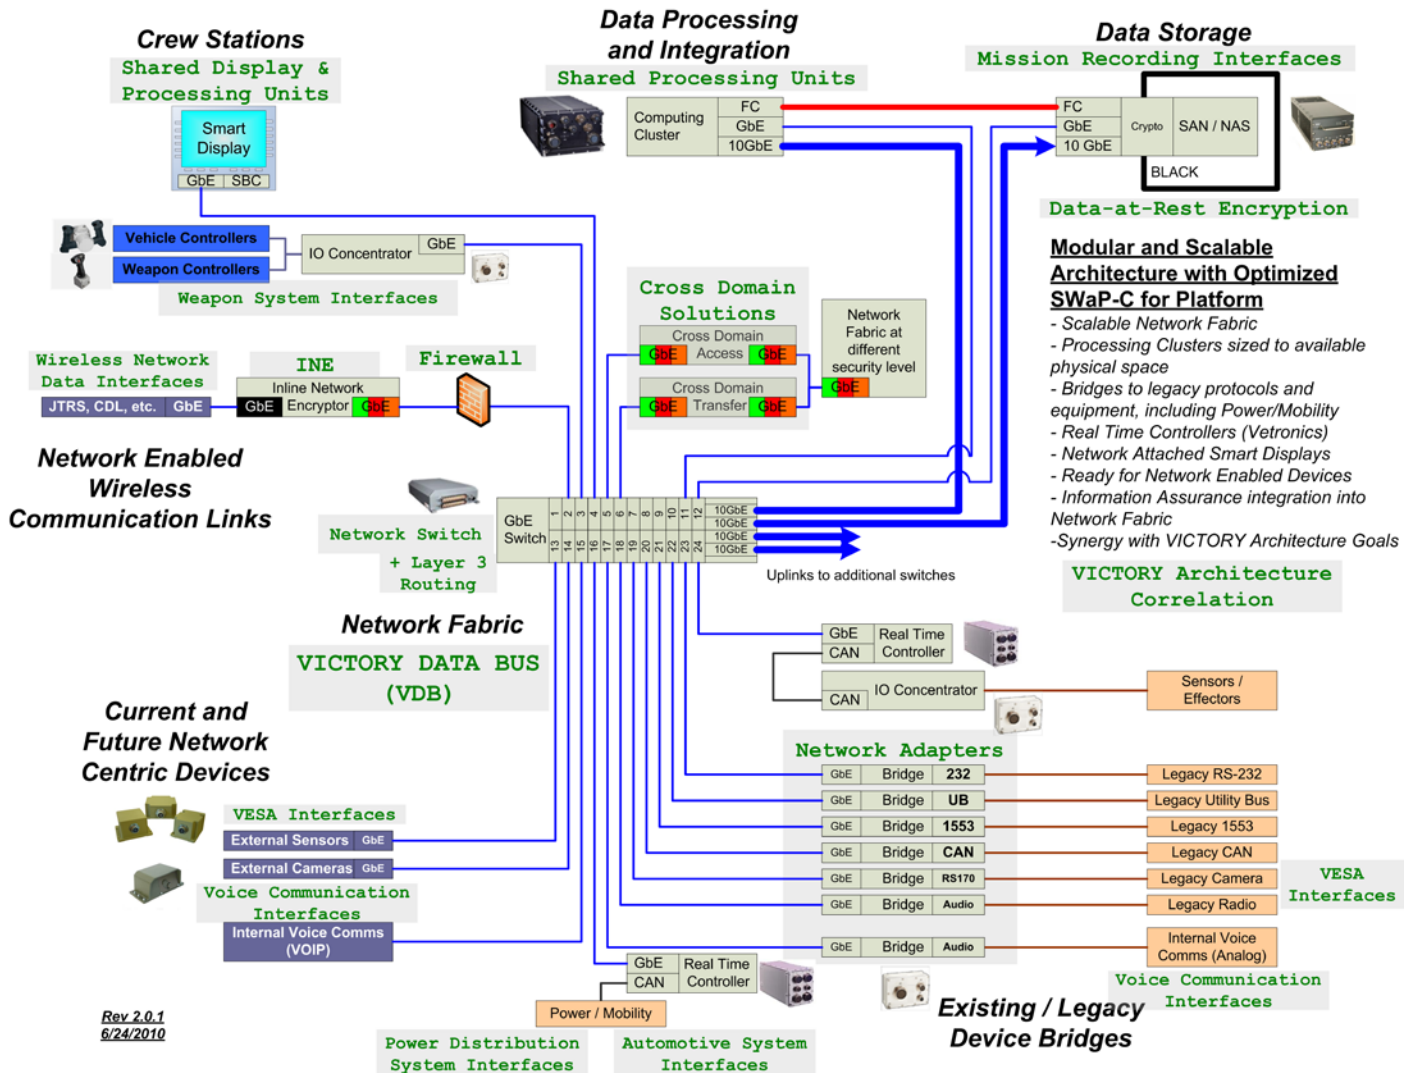 Crew Stations
Shared Display &
Processing Units
Smart
Display
GbE SBC
Data Processing
and Integration
Shared Processing Units
Computing
Cluster
FC
GbE
10GbE
Data Storage
Mission Recording Interfaces
FC
GbE
10 GbE
Crypto
SAN / NAS
BLACK
Data-at-Rest Encryption
Vehicle Controllers
Weapon Controllers
IO Concentrator
GbE
Weapon System Interfaces
Wireless Network
Data Interfaces
JTRS, CDL, etc. GbE
INE
Inline Network
Encryptor
GbE
GbE
Firewall
Cross Domain
Solutions
Cross Domain
Access
GbE
GbE
Cross Domain
Transfer
GbE
GbE
Network
Fabric at
different
security level
GbE
Modular and Scalable
Architecture with Optimized
SWaP-C for Platform
- Scalable Network Fabric
- Processing Clusters sized to available
physical space
- Bridges to legacy protocols and
equipment, including Power/Mobility
- Real Time Controllers (Vetronics)
- Network Attached Smart Displays
- Ready for Network Enabled Devices
- Information Assurance integration into
Network Fabric
-Synergy with VICTORY Architecture Goals
VICTORY Architecture
Correlation
Network Enabled
Wireless
Communication Links
Network Switch
+ Layer 3
Routing
GbE
Switch
1 2 3 4 5 6 7 8 9 10 11 12
13 14 15 16 17 18 19 20 21 22 23 24
10GbE
10GbE
10GbE
10GbE
Uplinks to additional switches
Network Fabric
VICTORY DATA BUS
(VDB)
GbE
CAN
Real Time
Controller
CAN
IO Concentrator
Sensors /
Effectors
Current and
Future Network
Centric Devices
VESA Interfaces
External Sensors GbE
External Cameras GbE
Voice Communication
Interfaces
Internal Voice Comms
(VOIP)
Network Adapters
GbE Bridge 232
Legacy RS-232
GbE Bridge UB
Legacy Utility Bus
GbE Bridge 1553
Legacy 1553
GbE Bridge CAN
Legacy CAN
GbE Bridge RS170
Legacy Camera
GbE Bridge Audio
Legacy Radio
GbE Bridge Audio
Internal Voice
Comms (Analog)
VESA
Interfaces
Voice Communication
Interfaces
GbE
CAN
Real Time
Controller
Power / Mobility
Power Distribution
System Interfaces
Automotive System
Interfaces
Existing / Legacy
Device Bridges
Rev 2.0.1
6/24/2010